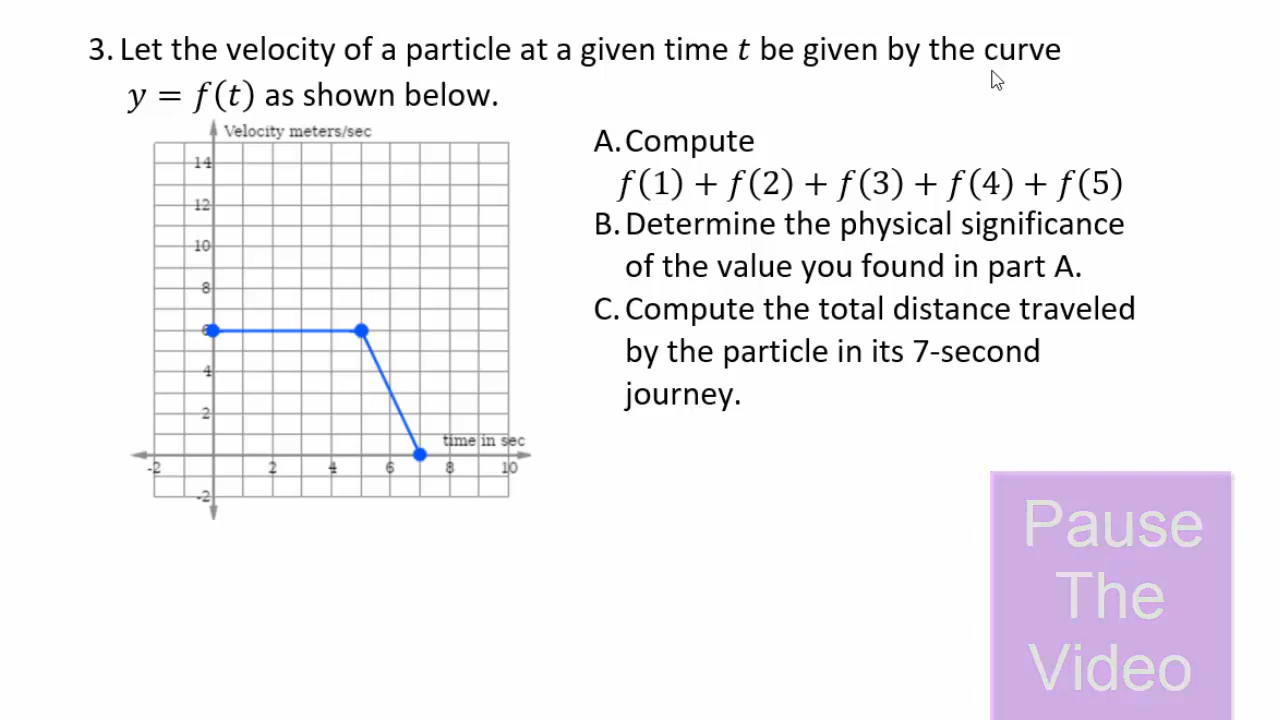 3. Let the velocity of a particle at a given time t be given by the curve
y = f(t) as shown below.
Velocity meters/sec
14
12
10
8
6
4
2
-2
time in sec
-2 2 4 6 8 10
A. Compute
f(1) + f(2) + f(3) + f(4) + f(5)
B. Determine the physical significance
of the value you found in part A.
C. Compute the total distance traveled
by the particle in its 7-second
journey.
Pause
The
Video